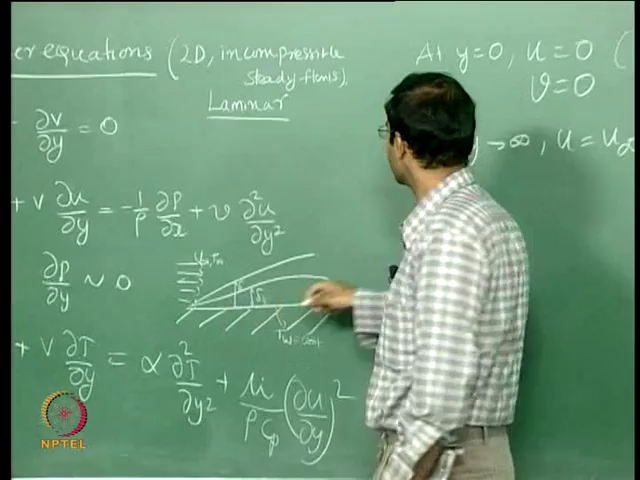 er equations (2D, incompressible
steady flows),
Laminar
∂v/∂y = 0
+ v ∂u/∂y = -1/ρ ∂p/∂x + ν ∂²u/∂y²
∂p/∂y ~ 0
+ v ∂T/∂y = α ∂²T/∂y² + μ/ρCp (∂u/∂y)²
U∞, T∞
Tw = const
At y=0, u = 0 (
v = 0
y → ∞, u = u∞
NPTEL